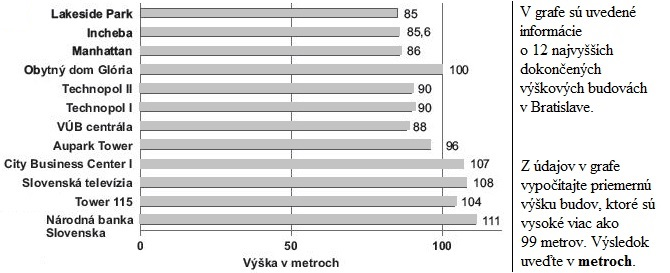 Lakeside Park 85
Incheba 85,6
Manhattan 86
Obytný dom Glória 100
Technopol II 90
Technopol I 90
VÚB centrála 88
Aupark Tower 96
City Business Center I 107
Slovenská televízia 108
Tower 115 104
Národná banka 111
Slovenska
0 50 100
Výška v metroch
V grafe sú uvedené
informácie
o 12 najvyšších
dokončených
výškových budovách
v Bratislave.
Z údajov v grafe
vypočítajte priemernú
výšku budov, ktoré sú
vysoké viac ako
99 metrov. Výsledok
uveďte v metroch.